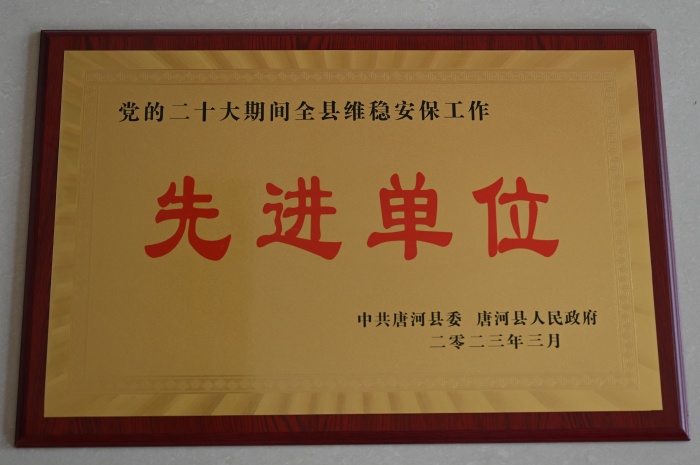 党的二十大期间全县维稳安保工作
先进单位
中共唐河县委 唐河县人民政府
二零二三年三月